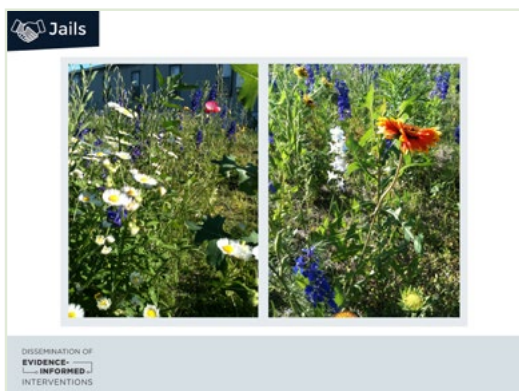 Jails
DISSEMINATION OF
EVIDENCE-
INFORMED
INTERVENTIONS